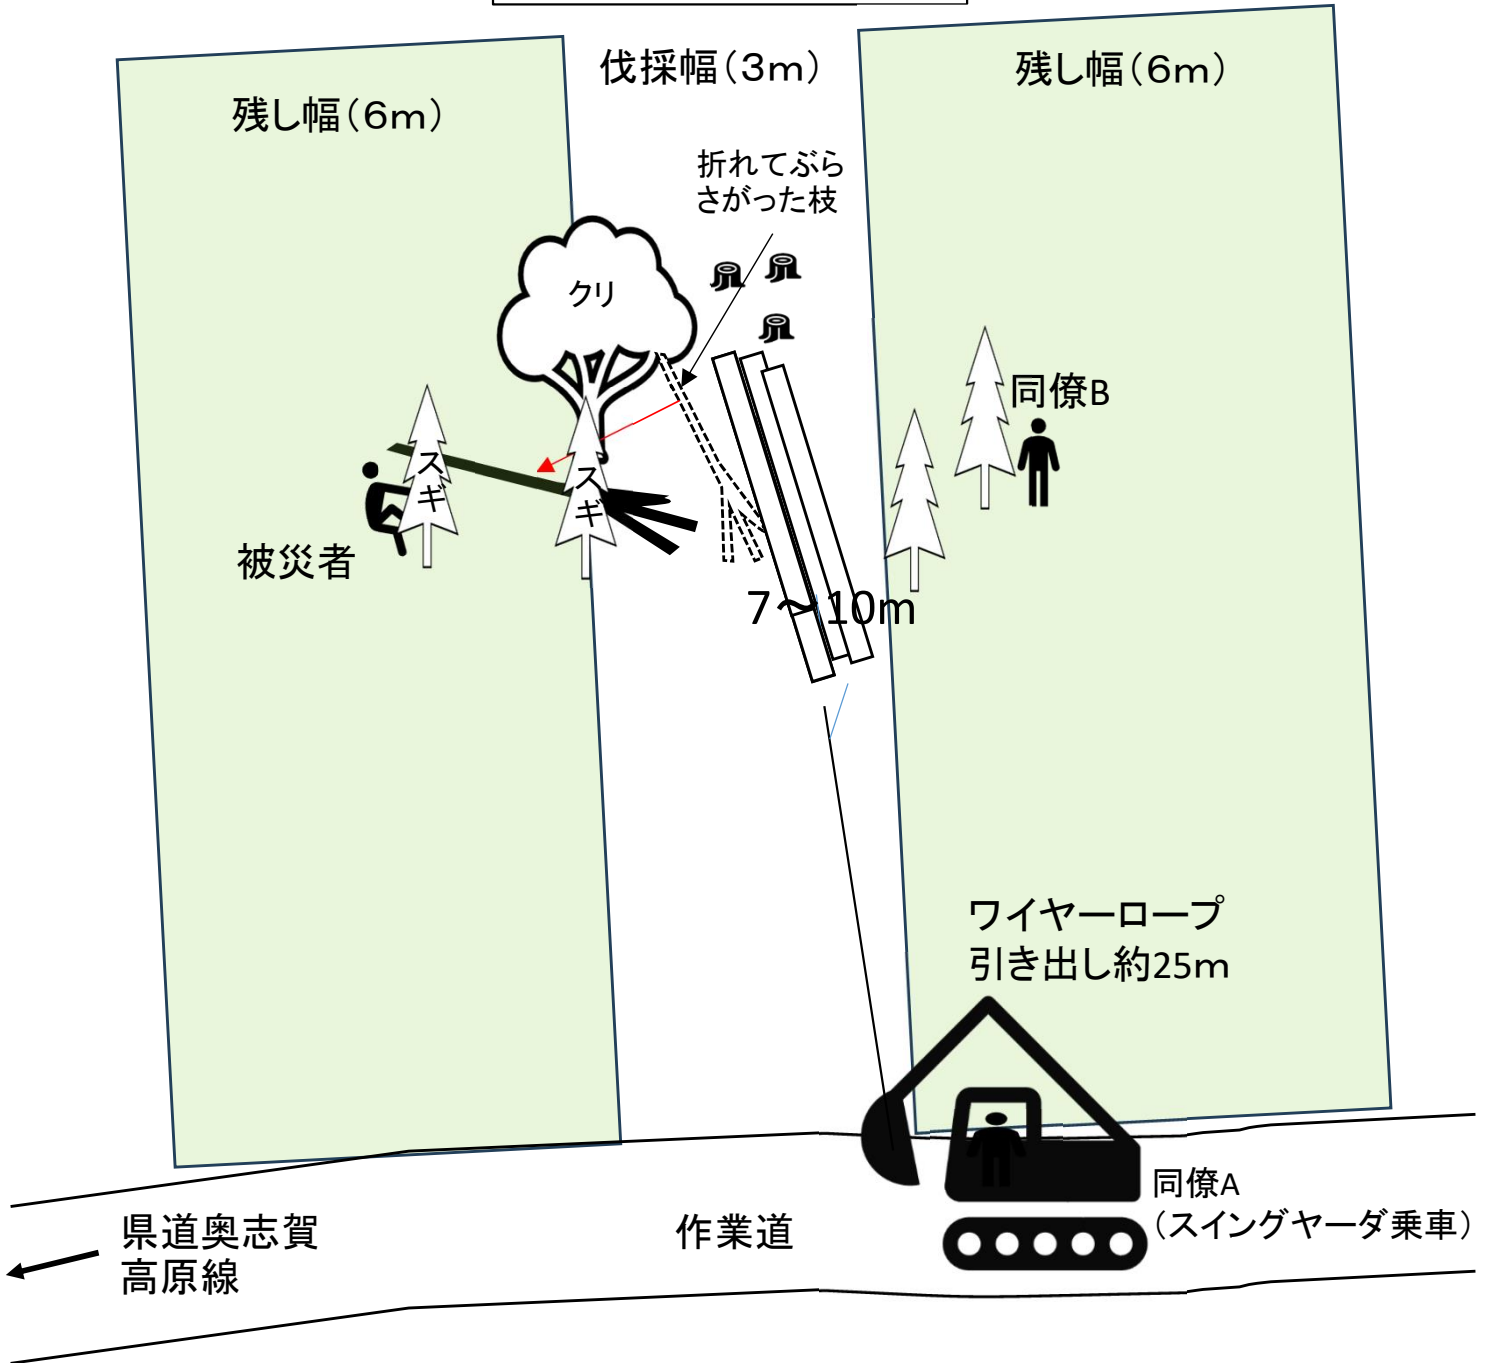 伐採幅（３ｍ）
残し幅（６ｍ）
残し幅（６ｍ）
折れてぶら
さがった枝
クリ
同僚B
スギ
スギ
被災者
7～10m
ワイヤーロープ
引き出し約25ｍ
同僚A
（スイングヤーダ乗車）
県道奥志賀
高原線
作業道